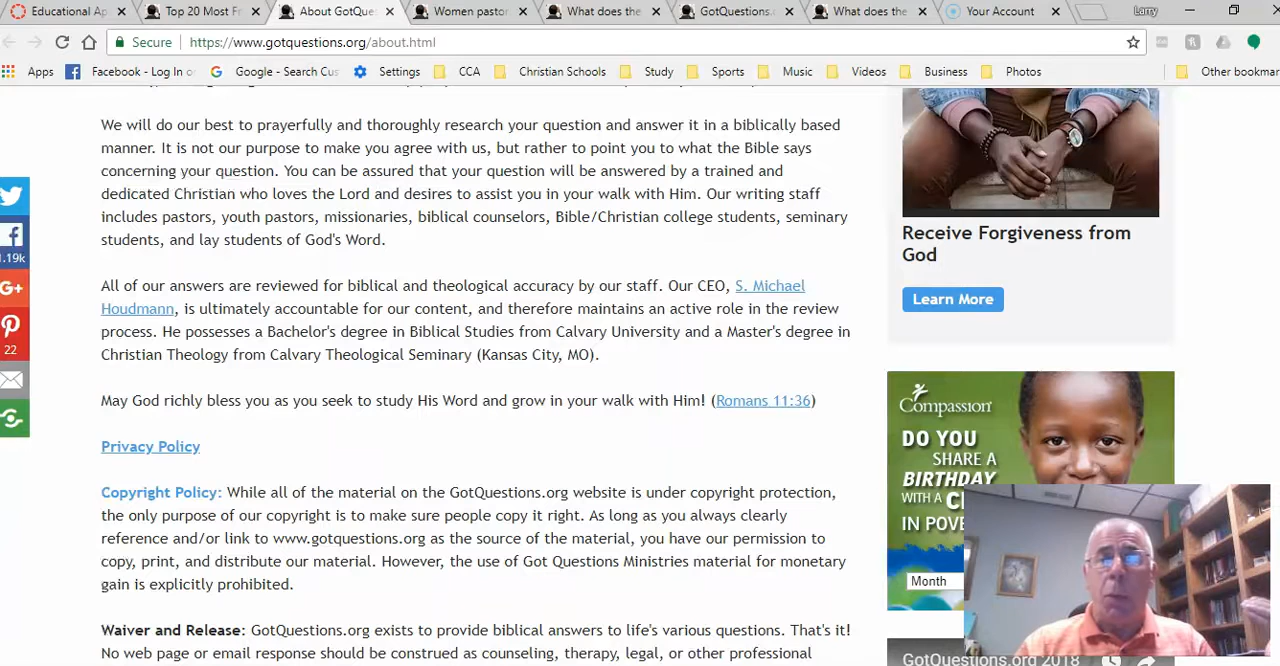 Educational Ap
Top 20 Most Fr
About GotQues
Women pastor
What does the
GotQuestions.
What does the
Your Account
Larry
Secure
https://www.gotquestions.org/about.html
Apps
Facebook - Log In o
Google - Search Cus
Settings
CCA
Christian Schools
Study
Sports
Music
Videos
Business
Photos
Other bookmar
We will do our best to prayerfully and thoroughly research your question and answer it in a biblically based
manner. It is not our purpose to make you agree with us, but rather to point you to what the Bible says
concerning your question. You can be assured that your question will be answered by a trained and
dedicated Christian who loves the Lord and desires to assist you in your walk with Him. Our writing staff
includes pastors, youth pastors, missionaries, biblical counselors, Bible/Christian college students, seminary
students, and lay students of God's Word.
All of our answers are reviewed for biblical and theological accuracy by our staff. Our CEO, S. Michael
Houdmann, is ultimately accountable for our content, and therefore maintains an active role in the review
process. He possesses a Bachelor's degree in Biblical Studies from Calvary University and a Master's degree in
Christian Theology from Calvary Theological Seminary (Kansas City, MO).
May God richly bless you as you seek to study His Word and grow in your walk with Him! (Romans 11:36)
Privacy Policy
Copyright Policy: While all of the material on the GotQuestions.org website is under copyright protection,
the only purpose of our copyright is to make sure people copy it right. As long as you always clearly
reference and/or link to www.gotquestions.org as the source of the material, you have our permission to
copy, print, and distribute our material. However, the use of Got Questions Ministries material for monetary
gain is explicitly prohibited.
Waiver and Release: GotQuestions.org exists to provide biblical answers to life's various questions. That's it!
No web page or email response should be construed as counseling, therapy, legal, or other professional
1.19k
G+
22
Receive Forgiveness from
God
Learn More
Compassion
DO YOU
SHARE A
BIRTHDAY
WITH A C
IN POVE
Month
GotQuestions.org 2018